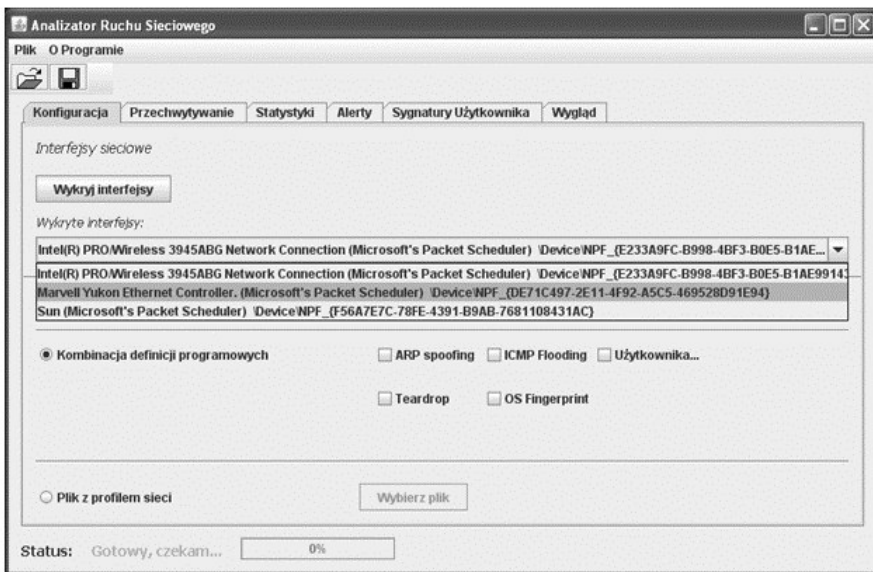 Analizator Ruchu Sieciowego
Plik O Programie
Konfiguracja Przechwytywanie Statystyki Alerty Sygnatury Użytkownika Wygląd
Interfejsy sieciowe
Wykryj interfejsy
Wykryte interfejsy:
Intel(R) PRO/Wireless 3945ABG Network Connection (Microsoft's Packet Scheduler) \Device\NPF_{E233A9FC-B998-4BF3-B0E5-B1AE...
Intel(R) PRO/Wireless 3945ABG Network Connection (Microsoft's Packet Scheduler) \Device\NPF_{E233A9FC-B998-4BF3-B0E5-B1AE9914
Marvell Yukon Ethernet Controller. (Microsoft's Packet Scheduler) \Device\NPF_{DE71C497-2E11-4F92-A5C5-469528D91E94}
Sun (Microsoft's Packet Scheduler) \Device\NPF_{F56A7E7C-78FE-4391-B9AB-7681108431AC}
Kombinacja definicji programowych ARP spoofing ICMP Flooding Użytkownika...
Teardrop OS Fingerprint
Plik z profilem sieci Wybierz plik
Status: Gotowy, czekam... 0%